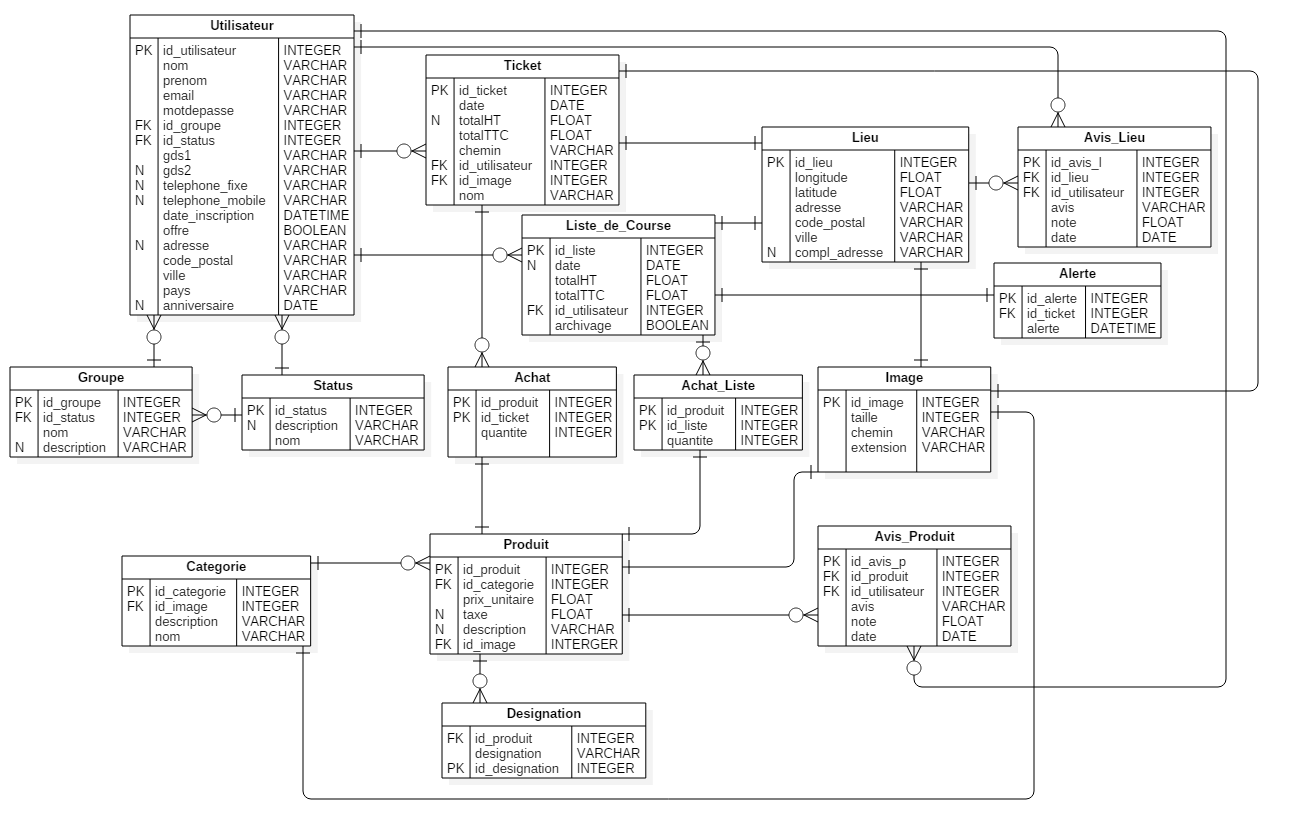 Utilisateur
PK id_utilisateur INTEGER
nom VARCHAR
prenom VARCHAR
email VARCHAR
motdepasse VARCHAR
FK id_groupe INTEGER
FK id_status INTEGER
gds1 VARCHAR
N gds2 VARCHAR
N telephone_fixe VARCHAR
N telephone_mobile VARCHAR
date_inscription DATETIME
offre BOOLEAN
N adresse VARCHAR
code_postal VARCHAR
ville VARCHAR
pays VARCHAR
N anniversaire DATE
Ticket
PK id_ticket INTEGER
date DATE
N totalHT FLOAT
totalTTC FLOAT
chemin VARCHAR
FK id_utilisateur INTEGER
FK id_image INTEGER
nom VARCHAR
Lieu
PK id_lieu INTEGER
longitude FLOAT
latitude FLOAT
adresse VARCHAR
code_postal VARCHAR
ville VARCHAR
N compl_adresse VARCHAR
Avis_Lieu
PK id_avis_l INTEGER
FK id_lieu INTEGER
FK id_utilisateur INTEGER
avis VARCHAR
note FLOAT
date DATE
Liste_de_Course
PK id_liste INTEGER
N date DATE
totalHT FLOAT
totalTTC FLOAT
FK id_utilisateur INTEGER
archivage BOOLEAN
Alerte
PK id_alerte INTEGER
FK id_ticket INTEGER
alerte DATETIME
Groupe
PK id_groupe INTEGER
FK id_status INTEGER
nom VARCHAR
N description VARCHAR
Status
PK id_status INTEGER
N description VARCHAR
nom VARCHAR
Achat
PK id_produit INTEGER
PK id_ticket INTEGER
quantite INTEGER
Achat_Liste
PK id_produit INTEGER
PK id_liste INTEGER
quantite INTEGER
Image
PK id_image INTEGER
taille INTEGER
chemin VARCHAR
extension VARCHAR
Categorie
PK id_categorie INTEGER
FK id_image INTEGER
description VARCHAR
nom VARCHAR
Produit
PK id_produit INTEGER
FK id_categorie INTEGER
prix_unitaire FLOAT
N taxe FLOAT
N description VARCHAR
FK id_image INTERGER
Avis_Produit
PK id_avis_p INTEGER
FK id_produit INTEGER
FK id_utilisateur INTEGER
avis VARCHAR
note FLOAT
date DATE
Designation
FK id_produit INTEGER
designation VARCHAR
PK id_designation INTEGER